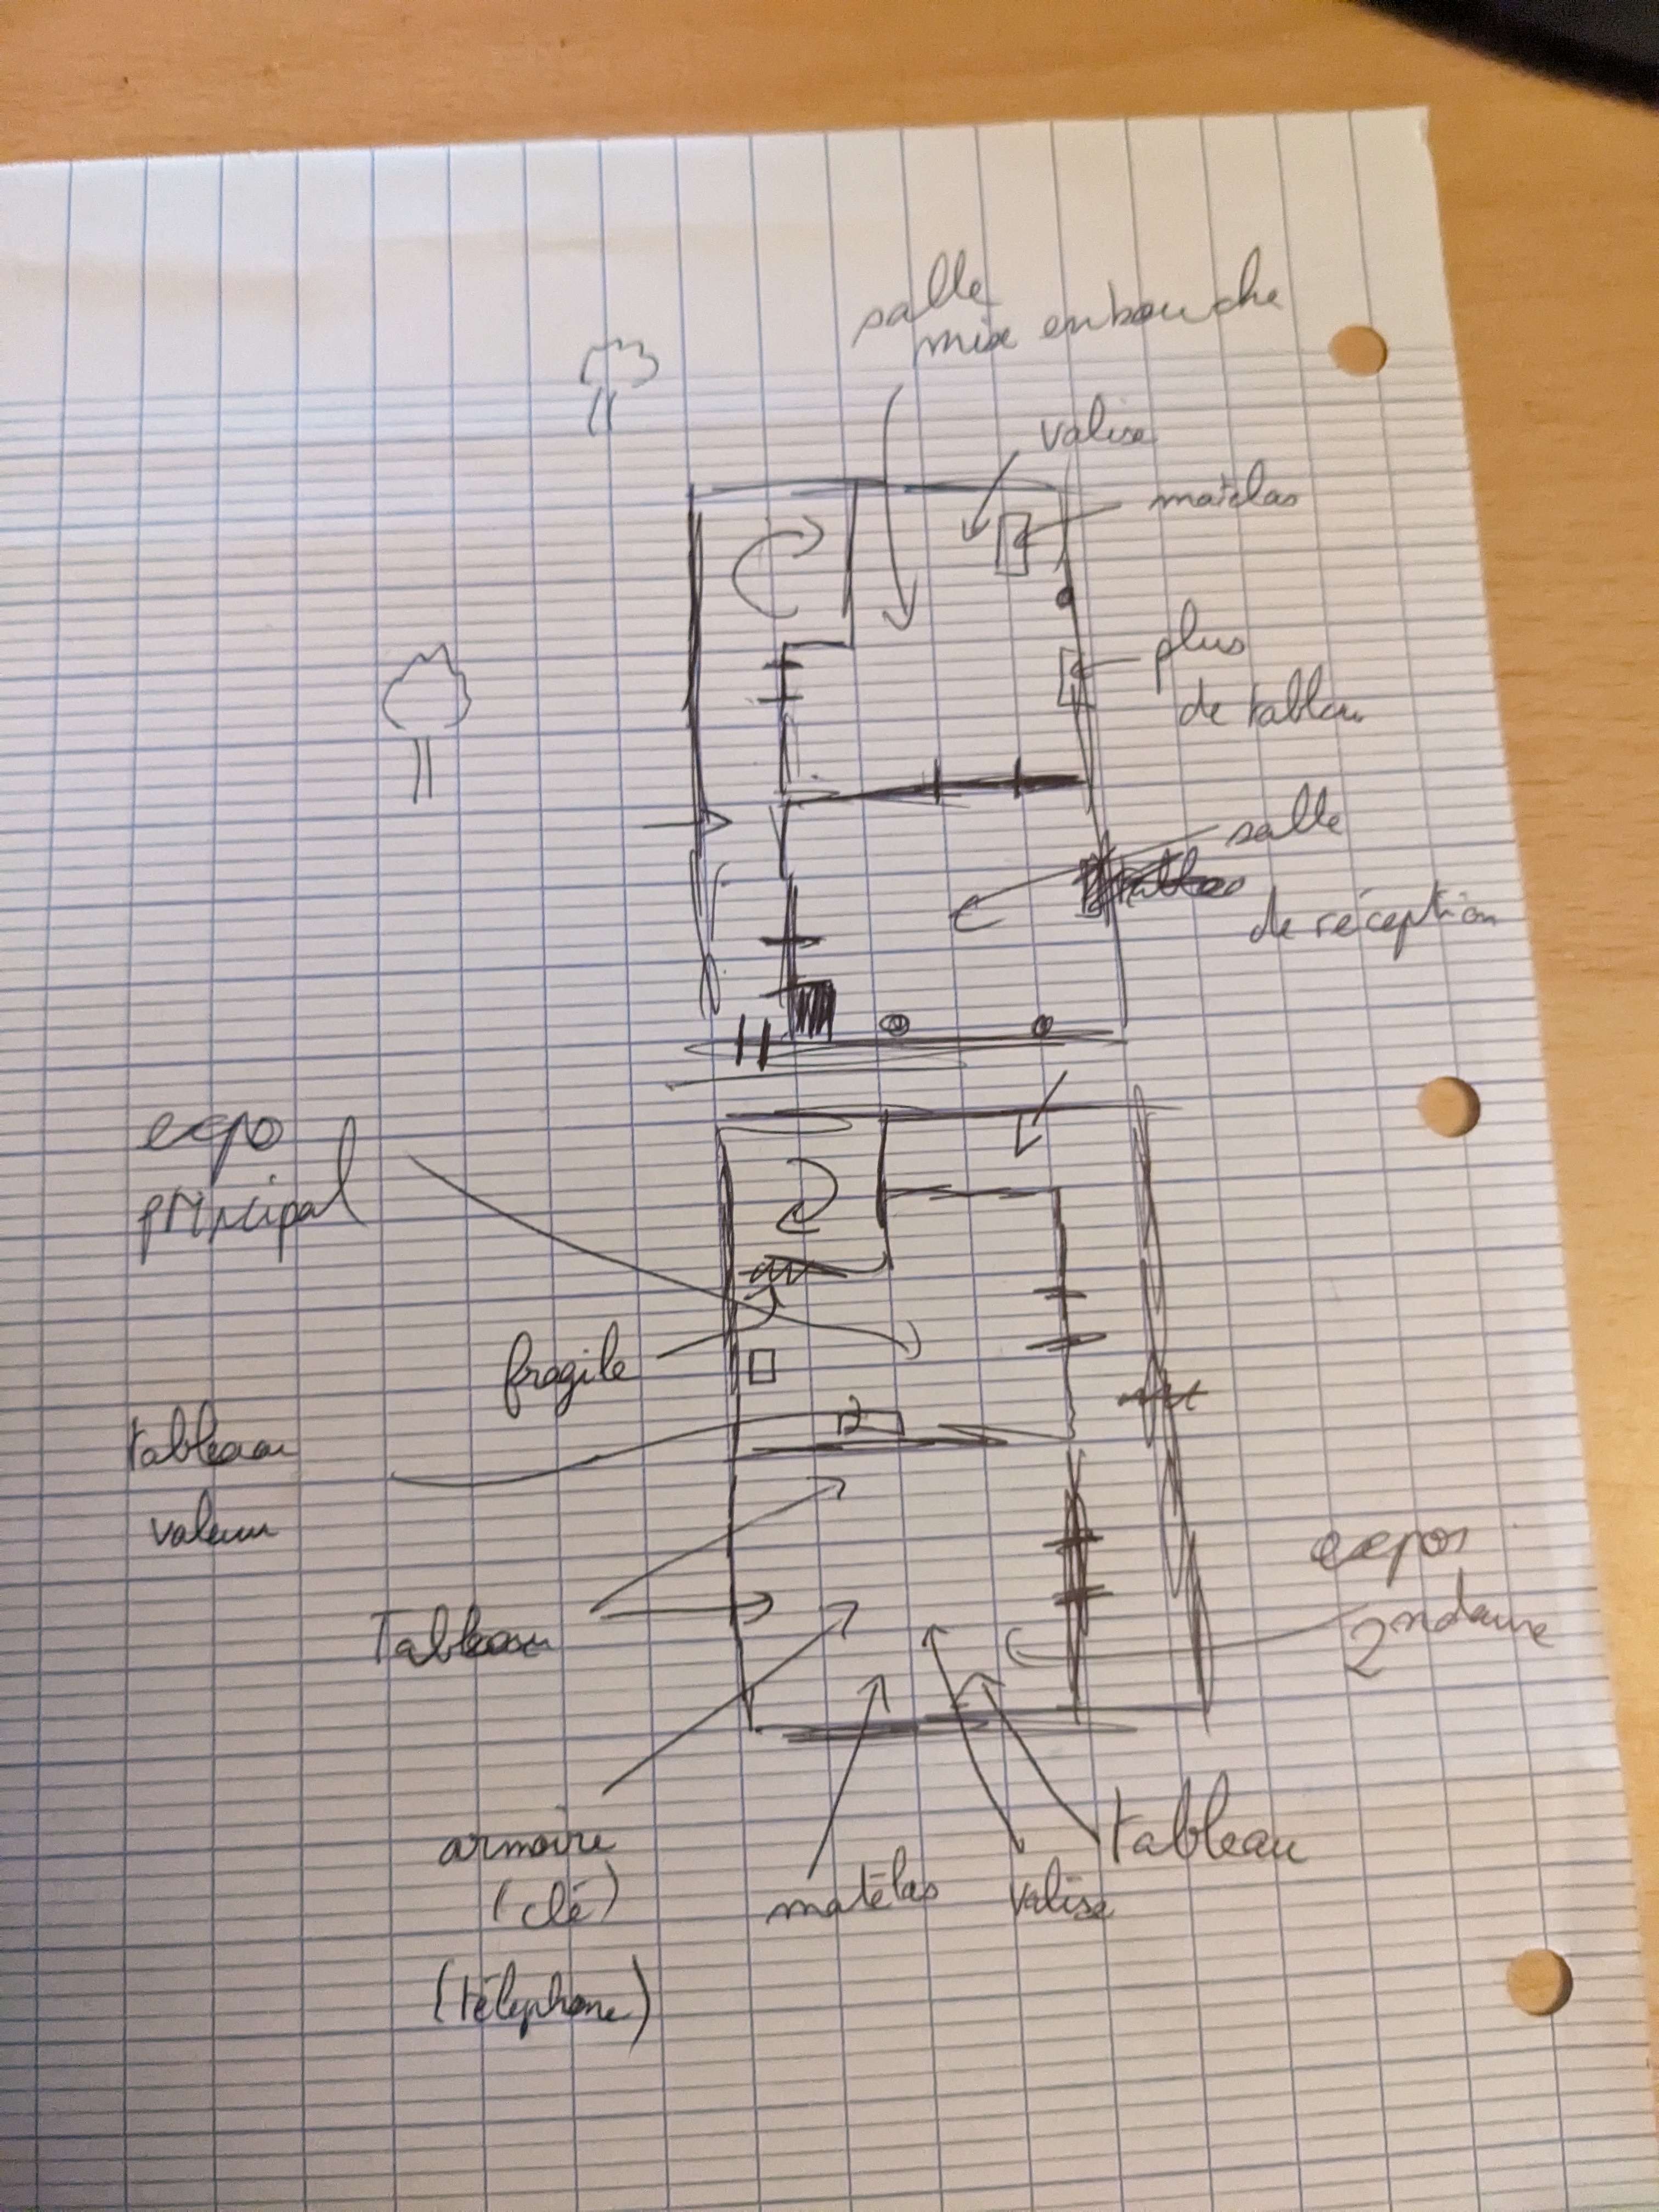 salle
mise en bouche
valise
matelas
plus
de tableau
salle
de réception
expo
principal
fragile
tableau
valeur
expos
2ndaire
Tableau
armoire
(clé)
(téléphone)
matélas
valise
tableau